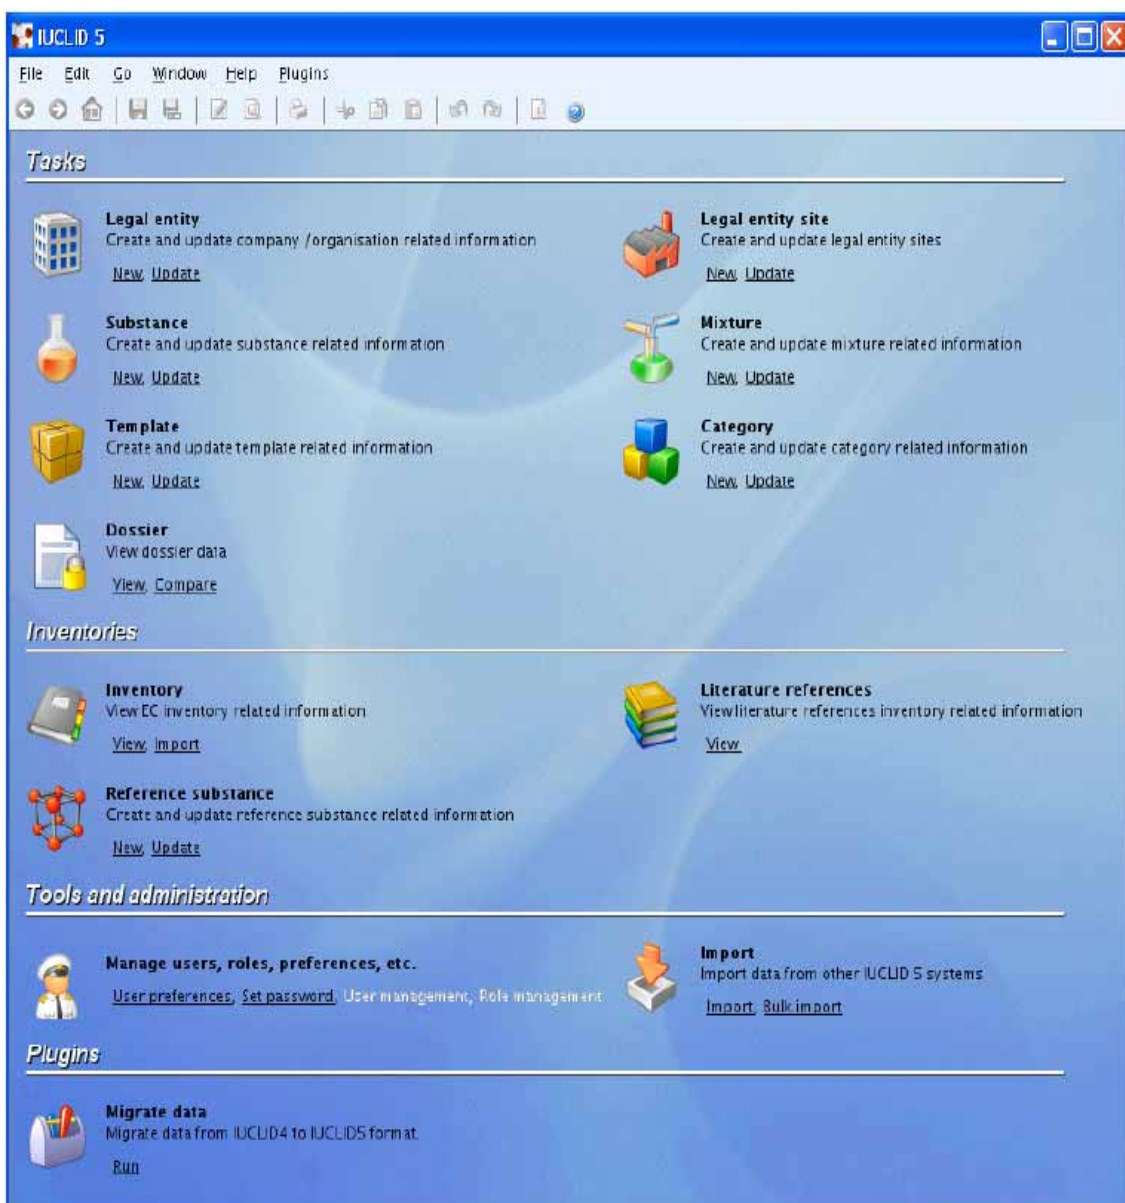 IUCLID 5
File Edit Go Window Help Plugins
Tasks
Legal entity
Create and update company /organisation related information
New, Update
Legal entity site
Create and update legal entity sites
New, Update
Substance
Create and update substance related information
New, Update
Mixture
Create and update mixture related information
New, Update
Template
Create and update template related information
New, Update
Category
Create and update category related information
New, Update
Dossier
View dossier data
View, Compare
Inventories
Inventory
View EC inventory related information
View, Import
Literature references
View literature references inventory related information
View
Reference substance
Create and update reference substance related information
New, Update
Tools and administration
Manage users, roles, preferences, etc.
User preferences, Set password, User management, Role management
Import
Import data from other IUCLID 5 systems
Import, Bulk import
Plugins
Migrate data
Migrate data from IUCLID4 to IUCLID5 format.
Run